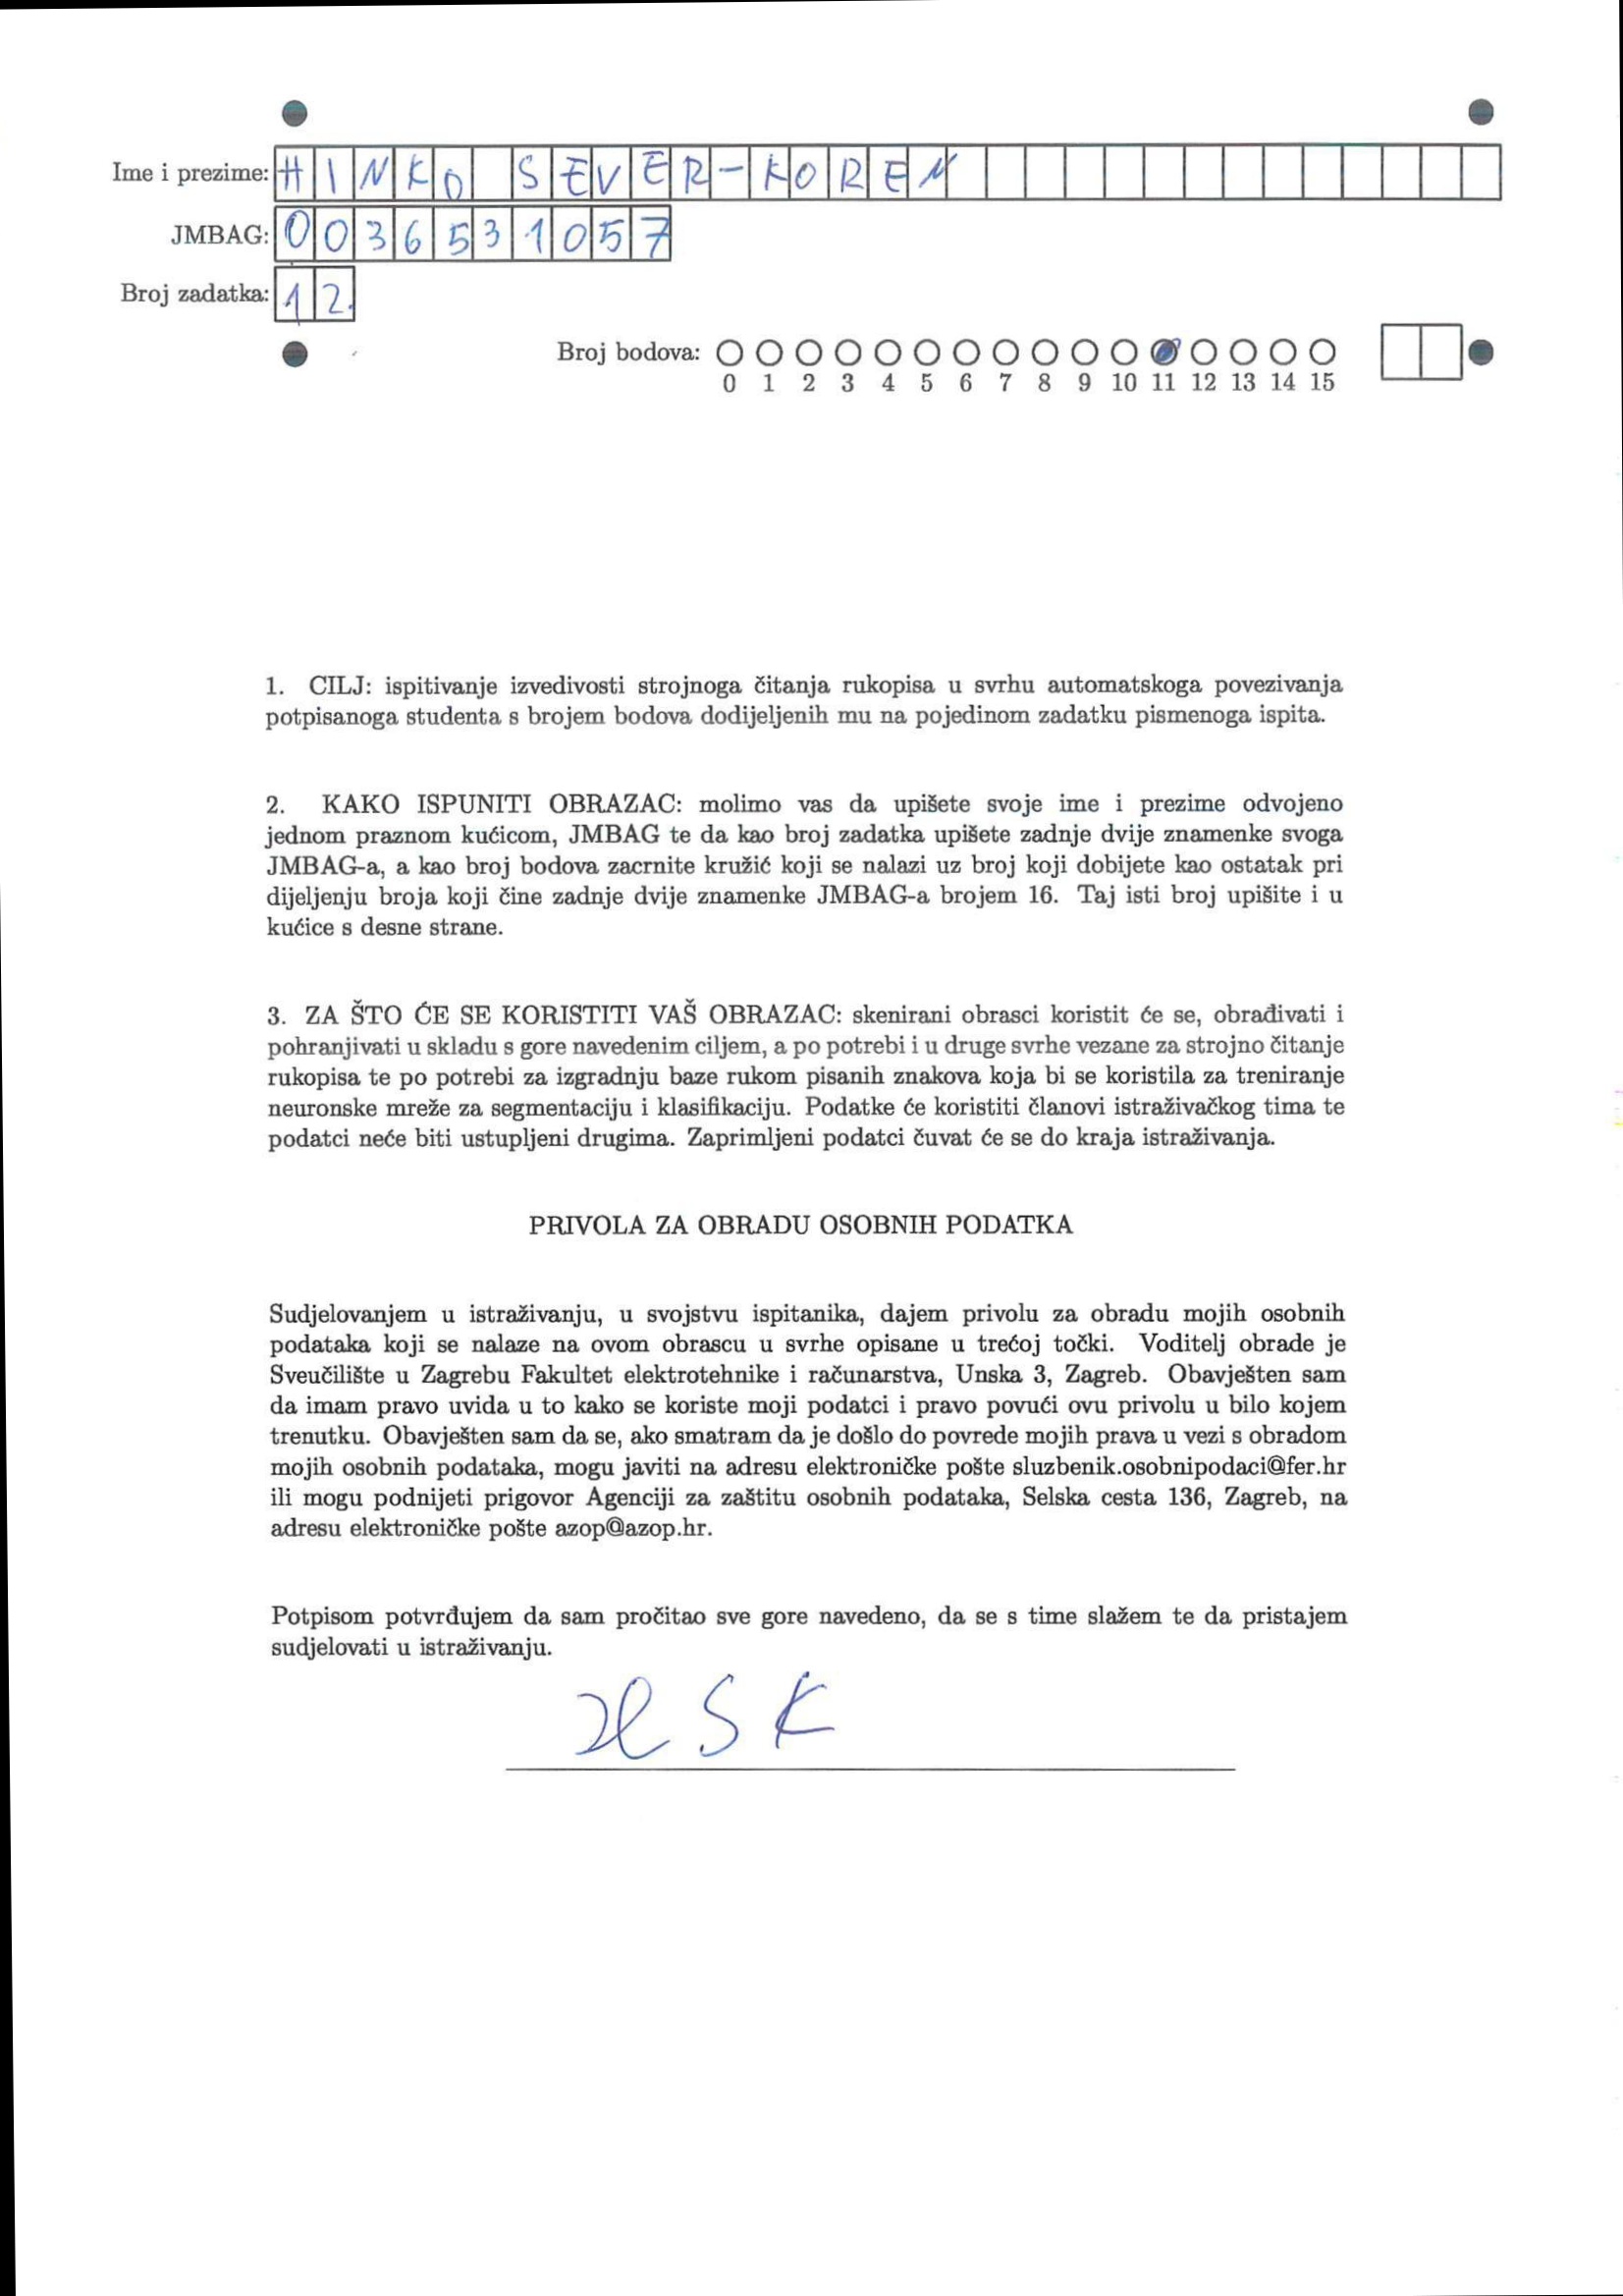 Ime i prezime: HINKO SEVER-KOREN
JMBAG: 0036531057
Broj zadatka: 12
Broj bodova:
0 1 2 3 4 5 6 7 8 9 10 11 12 13 14 15
1. CILJ: ispitivanje izvedivosti strojnoga čitanja rukopisa u svrhu automatskoga povezivanja
potpisanoga studenta s brojem bodova dodijeljenih mu na pojedinom zadatku pismenoga ispita.
2. KAKO ISPUNITI OBRAZAC: molimo vas da upišete svoje ime i prezime odvojeno
jednom praznom kućicom, JMBAG te da kao broj zadatka upišete zadnje dvije znamenke svoga
JMBAG-a, a kao broj bodova zacrnite kružić koji se nalazi uz broj koji dobijete kao ostatak pri
dijeljenju broja koji čine zadnje dvije znamenke JMBAG-a brojem 16. Taj isti broj upišite i u
kućice s desne strane.
3. ZA ŠTO ĆE SE KORISTITI VAŠ OBRAZAC: skenirani obrasci koristit će se, obrađivati i
pohranjivati u skladu s gore navedenim ciljem, a po potrebi i u druge svrhe vezane za strojno čitanje
rukopisa te po potrebi za izgradnju baze rukom pisanih znakova koja bi se koristila za treniranje
neuronske mreže za segmentaciju i klasifikaciju. Podatke će koristiti članovi istraživačkog tima te
podatci neće biti ustupljeni drugima. Zaprimljeni podatci čuvat će se do kraja istraživanja.
PRIVOLA ZA OBRADU OSOBNIH PODATKA
Sudjelovanjem u istraživanju, u svojstvu ispitanika, dajem privolu za obradu mojih osobnih
podataka koji se nalaze na ovom obrascu u svrhe opisane u trećoj točki. Voditelj obrade je
Sveučilište u Zagrebu Fakultet elektrotehnike i računarstva, Unska 3, Zagreb. Obavješten sam
da imam pravo uvida u to kako se koriste moji podatci i pravo povući ovu privolu u bilo kojem
trenutku. Obavješten sam da se, ako smatram da je došlo do povrede mojih prava u vezi s obradom
mojih osobnih podataka, mogu javiti na adresu elektroničke pošte sluzbenik.osobnipodaci@fer.hr
ili mogu podnijeti prigovor Agenciji za zaštitu osobnih podataka, Selska cesta 136, Zagreb, na
adresu elektroničke pošte azop@azop.hr.
Potpisom potvrđujem da sam pročitao sve gore navedeno, da se s time slažem te da pristajem
sudjelovati u istraživanju.
H S K